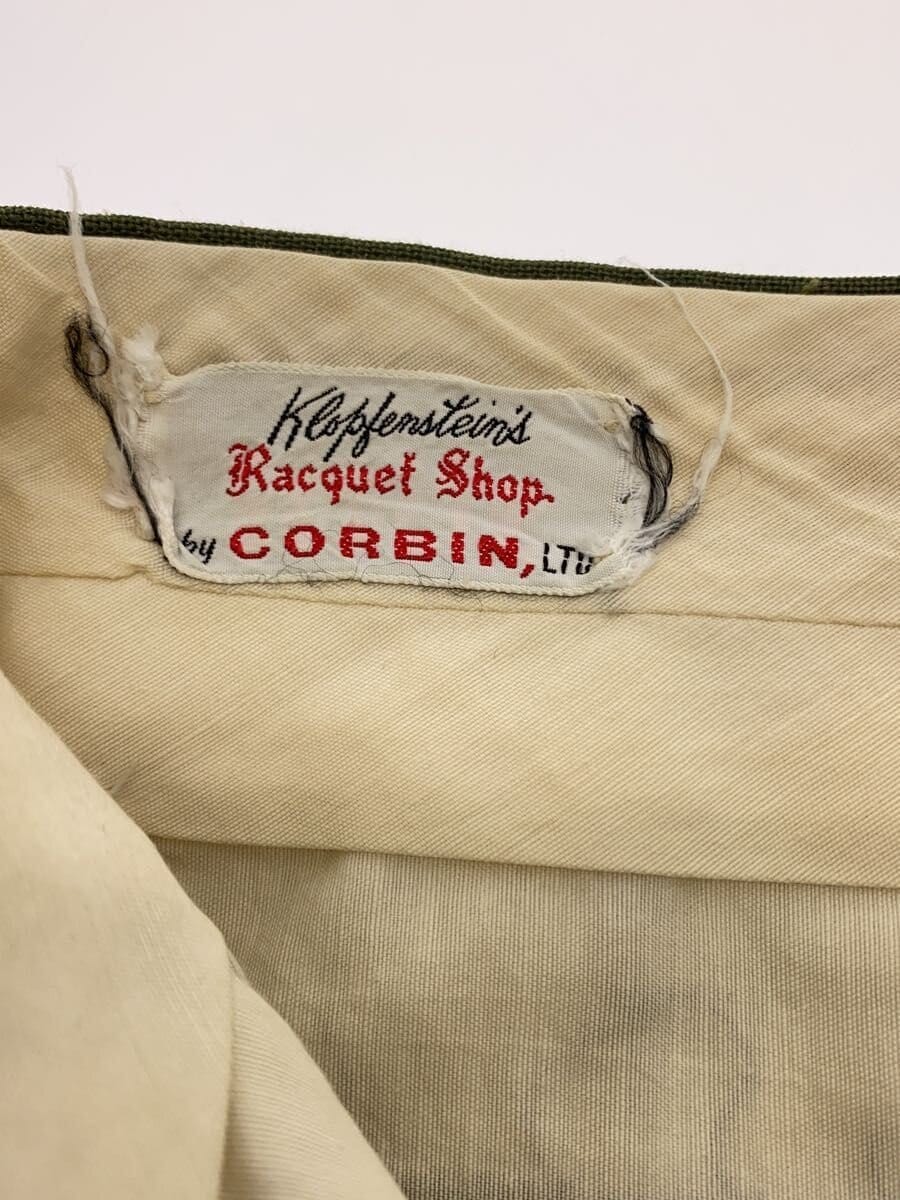 Klopfenstein's
Racquet Shop
by CORBIN, LTD